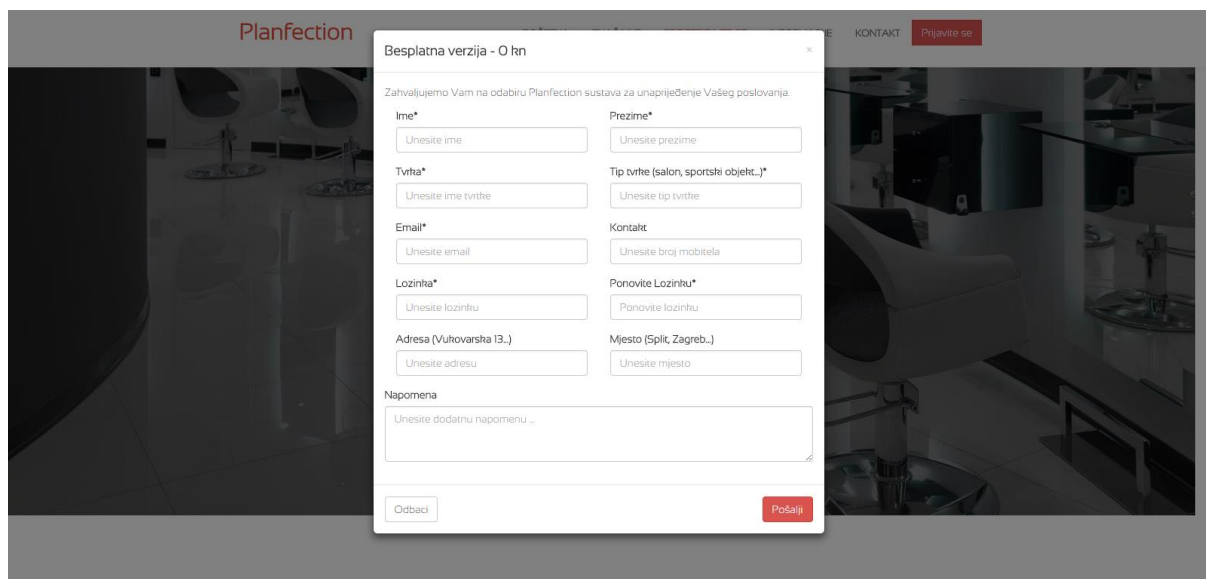 Planfection
KONTAKT
Prijavite se
Besplatna verzija - 0 kn
×
Zahvaljujemo Vam na odabiru Planfection sustava za unaprijeđenje Vašeg poslovanja.
Ime* Prezime*
Unesite ime Unesite prezime
Tvrka* Tip tvrke (salon, sportski objekt...)*
Unesite ime tvrtke Unesite tip tvrtke
Email* Kontakt
Unesite email Unesite broj mobitela
Lozinka* Ponovite Lozinku*
Unesite lozinku Ponovite lozinku
Adresa (Vukovarska 13...) Mjesto (Split, Zagreb...)
Unesite adresu Unesite mjesto
Napomena
Unesite dodatnu napomenu ...
Odbaci Pošalji